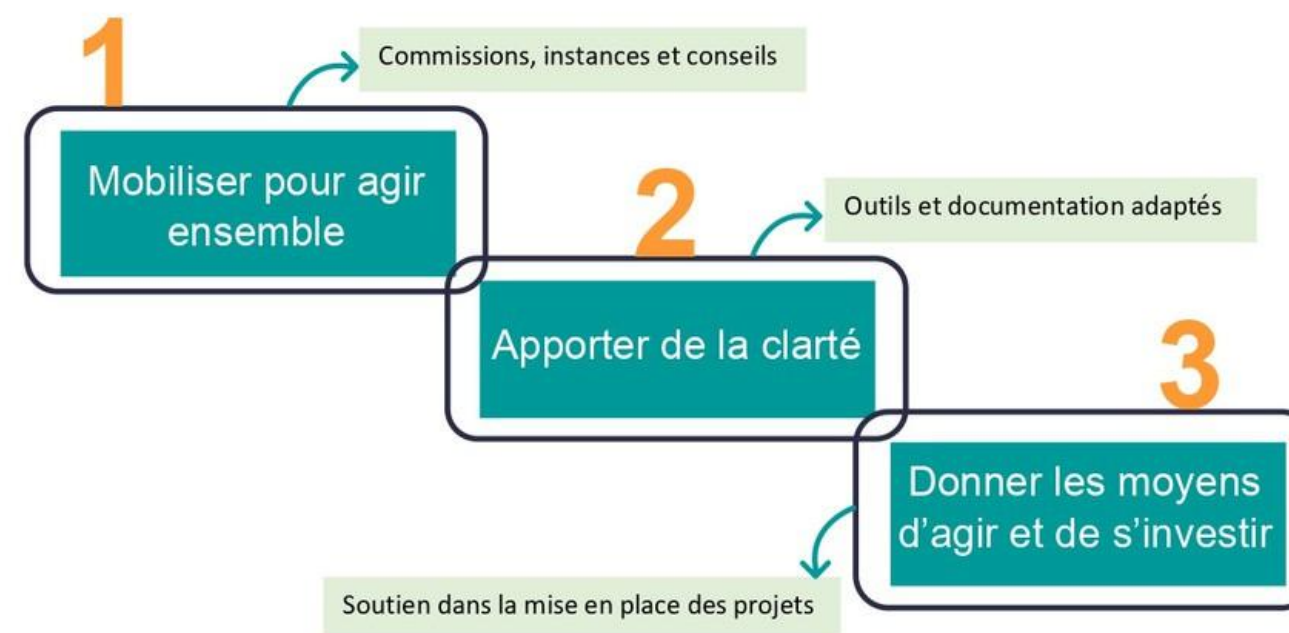 1
Commissions, instances et conseils
Mobiliser pour agir
ensemble
2
Outils et documentation adaptés
Apporter de la clarté
3
Donner les moyens
d’agir et de s’investir
Soutien dans la mise en place des projets